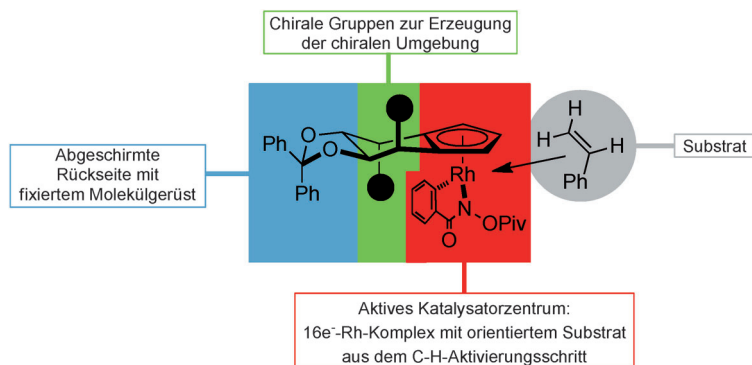 Chirale Gruppen zur Erzeugung
der chiralen Umgebung
Abgeschirmte
Rückseite mit
fixiertem Molekülgerüst
Ph
Ph
O
O
Rh
N
OPiv
O
H
H
H
Ph
Substrat
Aktives Katalysatorzentrum:
16e⁻-Rh-Komplex mit orientiertem Substrat
aus dem C-H-Aktivierungsschritt